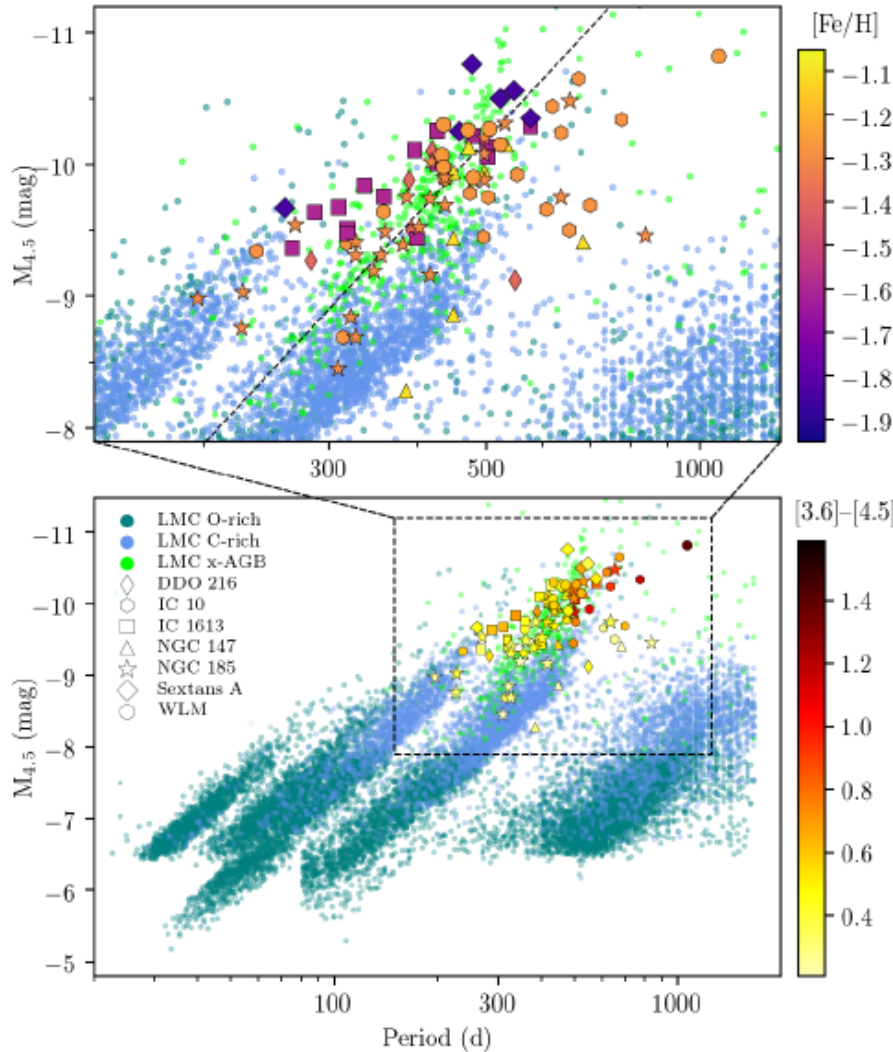 [Fe/H]
−11
−10
−9
−8
M4.5 (mag)
300
500
1000
−1.1
−1.2
−1.3
−1.4
−1.5
−1.6
−1.7
−1.8
−1.9
[3.6]–[4.5]
LMC O-rich
LMC C-rich
LMC x-AGB
DDO 216
IC 10
IC 1613
NGC 147
NGC 185
Sextans A
WLM
−11
−10
−9
−8
−7
−6
−5
M4.5 (mag)
100
300
1000
Period (d)
1.4
1.2
1.0
0.8
0.6
0.4